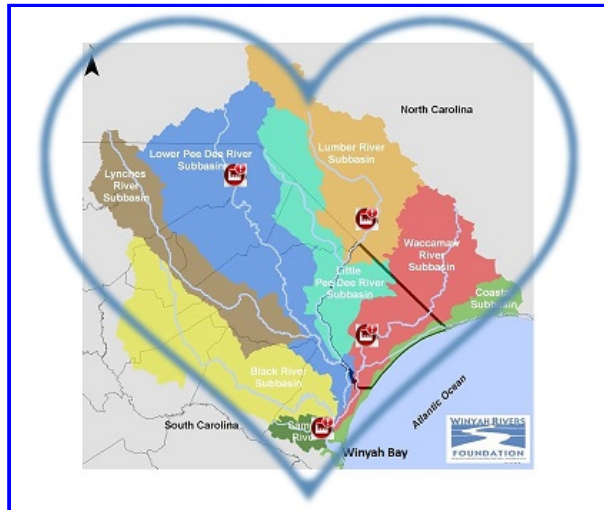 North Carolina
Lumber River
Subbasin
Lower Pee Dee River
Subbasin
Lynches
River
Subbasin
Waccamaw
River
Subbasin
Little
Pee Dee River
Subbasin
Coastal
Subbasin
Black River
Subbasin
South Carolina
River
Atlantic Ocean
Winyah Bay
WINYAH RIVERS
FOUNDATION